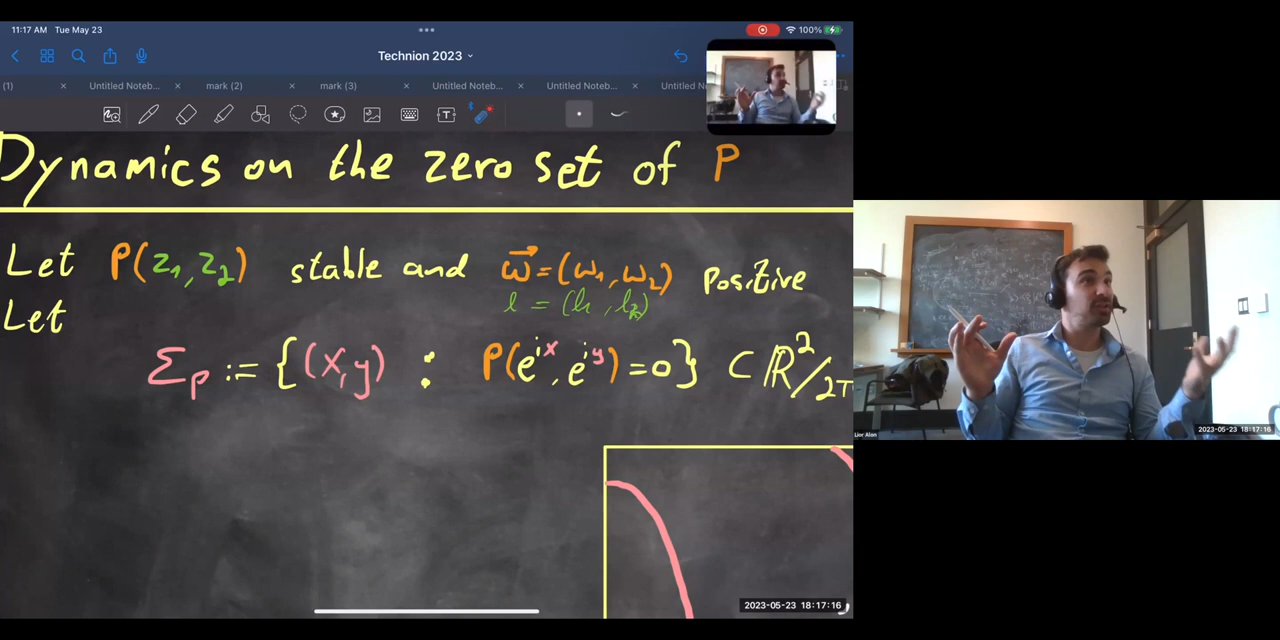 11:17 AM Tue May 23
100%
Technion 2023
(1)
Untitled Noteb...
mark (2)
mark (3)
Untitled Noteb...
Untitled Noteb...
Untitled N
Dynamics on the zero set of P
Let P(z₁,z₂) stable and ω⃗=(ω₁,ω₂) positive
l = (l₁, l₂)
Let
Σ_P := {(x,y) : P(e^{ix}, e^{iy})=0} ⊂ ℝ²/2π
2023-05-23 18:17:16
Lior Alon
2023-05-23 18:17:16